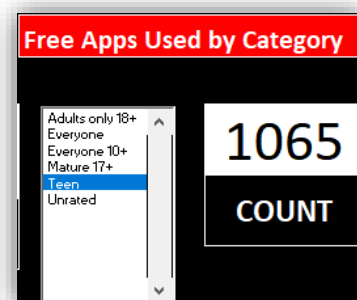 Free Apps Used by Category
Adults only 18+
Everyone
Everyone 10+
Mature 17+
Teen
Unrated
1065
COUNT